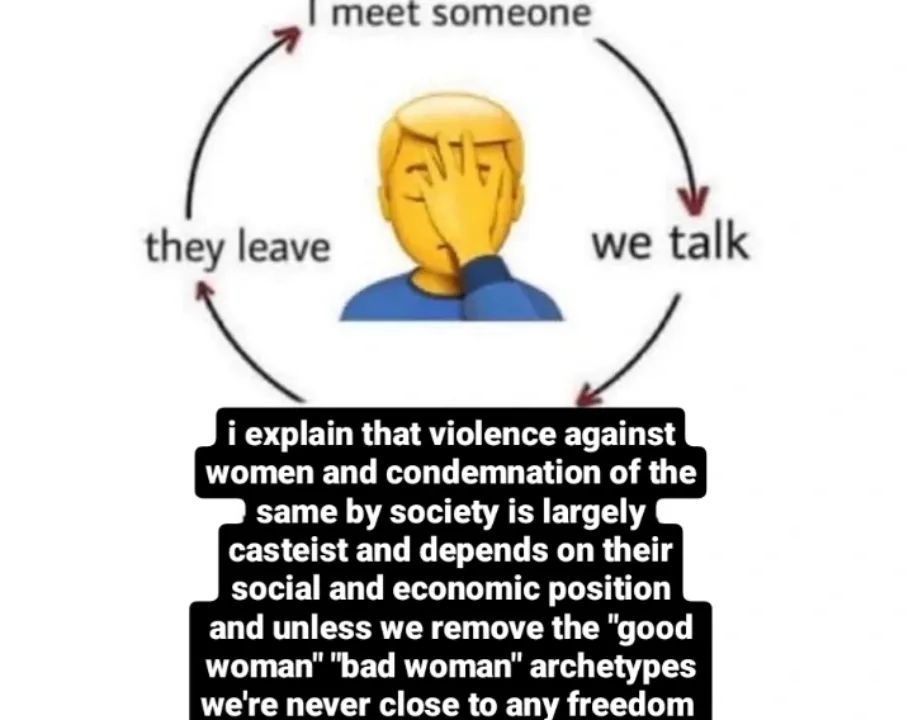 I meet someone
we talk
i explain that violence against
women and condemnation of the
same by society is largely
casteist and depends on their
social and economic position
and unless we remove the "good
woman" "bad woman" archetypes
we're never close to any freedom
they leave